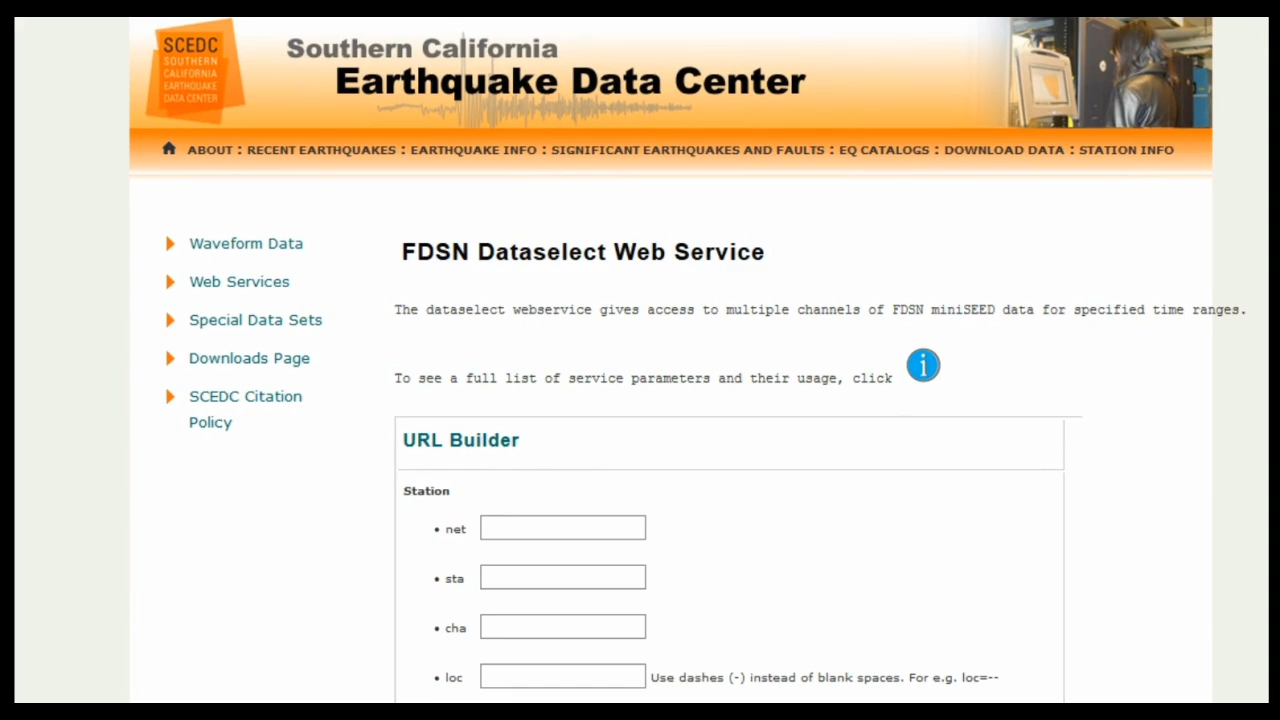 SCEDC
SOUTHERN
CALIFORNIA
EARTHQUAKE
DATA CENTER
Southern California
Earthquake Data Center
ABOUT : RECENT EARTHQUAKES : EARTHQUAKE INFO : SIGNIFICANT EARTHQUAKES AND FAULTS : EQ CATALOGS : DOWNLOAD DATA : STATION INFO
Waveform Data
Web Services
Special Data Sets
Downloads Page
SCEDC Citation
Policy
FDSN Dataselect Web Service
The dataselect webservice gives access to multiple channels of FDSN miniSEED data for specified time ranges.
To see a full list of service parameters and their usage, click i
URL Builder
Station
• net
• sta
• cha
• loc Use dashes (-) instead of blank spaces. For e.g. loc=--